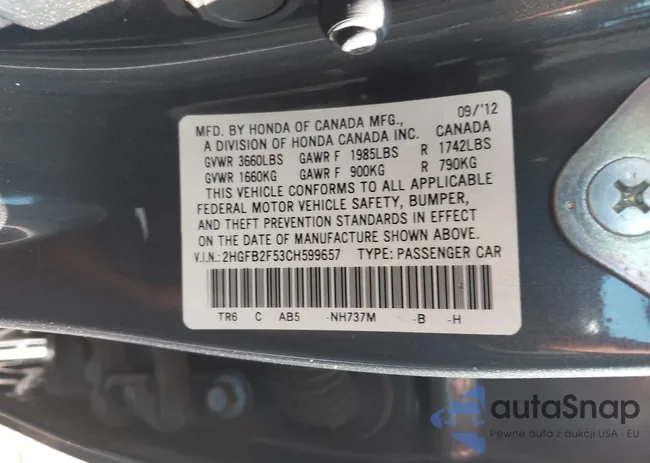 09/'12
MFD. BY HONDA OF CANADA MFG.,
A DIVISION OF HONDA CANADA INC. CANADA
GVWR 3660LBS GAWR F 1985LBS R 1742LBS
GVWR 1660KG GAWR F 900KG R 790KG
THIS VEHICLE CONFORMS TO ALL APPLICABLE
FEDERAL MOTOR VEHICLE SAFETY, BUMPER,
AND THEFT PREVENTION STANDARDS IN EFFECT
ON THE DATE OF MANUFACTURE SHOWN ABOVE.
V.I.N.: 2HGFB2F53CH599657 TYPE: PASSENGER CAR
TR6 C AB5 -NH737M -B -H
autaSnap
Pewne auta z aukcji USA i EU